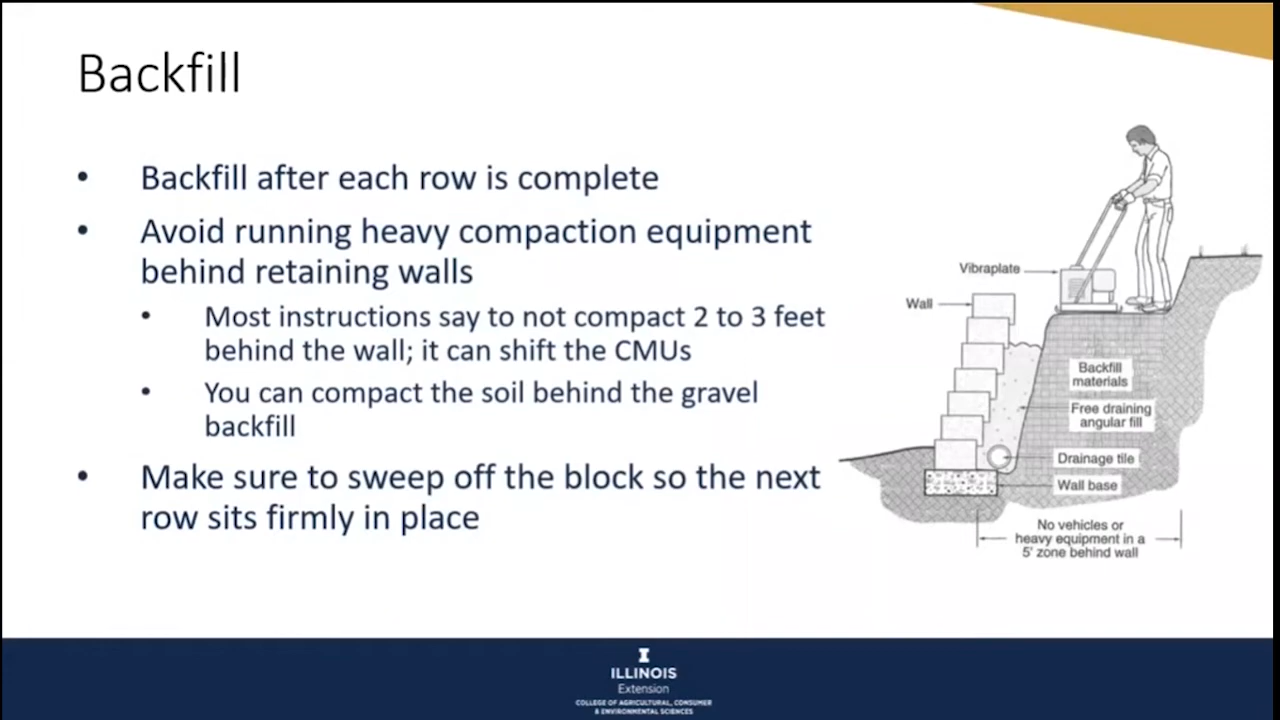 Backfill
• Backfill after each row is complete
• Avoid running heavy compaction equipment
behind retaining walls
• Most instructions say to not compact 2 to 3 feet
behind the wall; it can shift the CMUs
• You can compact the soil behind the gravel
backfill
• Make sure to sweep off the block so the next
row sits firmly in place
Vibraplate
Wall
Backfill
materials
Free draining
angular fill
Drainage tile
Wall base
No vehicles or
heavy equipment in a
5' zone behind wall
I
ILLINOIS
Extension
COLLEGE OF AGRICULTURAL, CONSUMER
& ENVIRONMENTAL SCIENCES